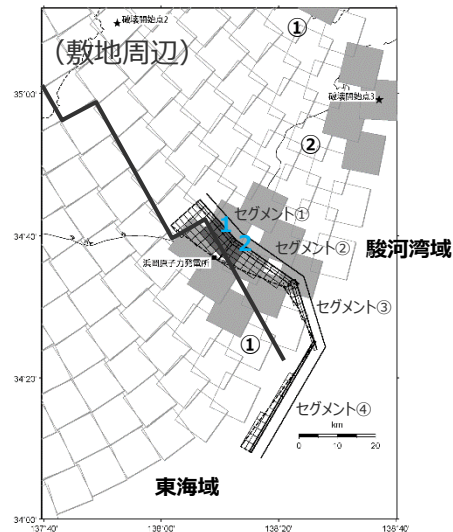 破壊開始点2
①
（敷地周辺）
35°00'
破壊開始点3
②
セグメント①
1
34°40'
2
セグメント②
駿河湾域
浜岡原子力発電所
セグメント③
①
34°20'
セグメント④
km
0 10 20
東海域
34°00'
137°40' 138°00' 138°20' 138°40'